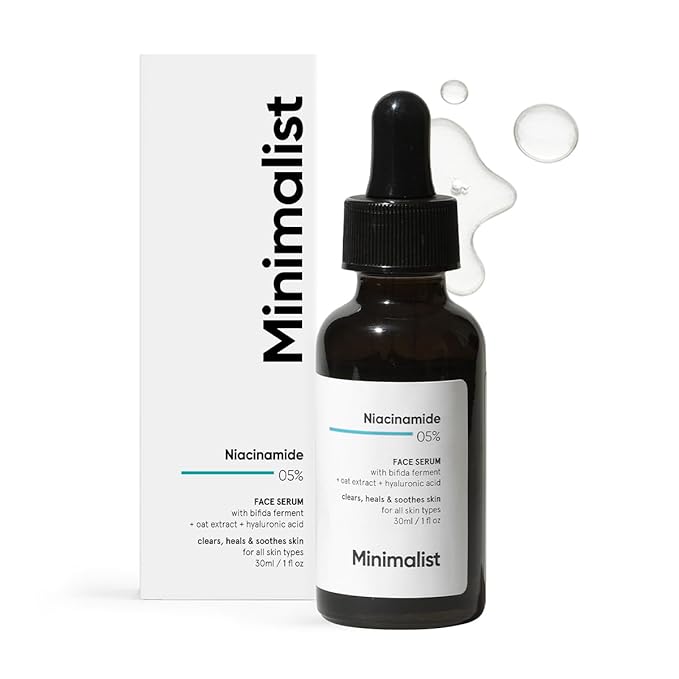 Minimalist
Niacinamide
05%
FACE SERUM
with bifida ferment
+ oat extract + hyaluronic acid
clears, heals & soothes skin
for all skin types
30ml / 1 fl oz
Niacinamide
05%
FACE SERUM
with bifida ferment
+ oat extract + hyaluronic acid
clears, heals & soothes skin
for all skin types
30ml / 1 fl oz
Minimalist